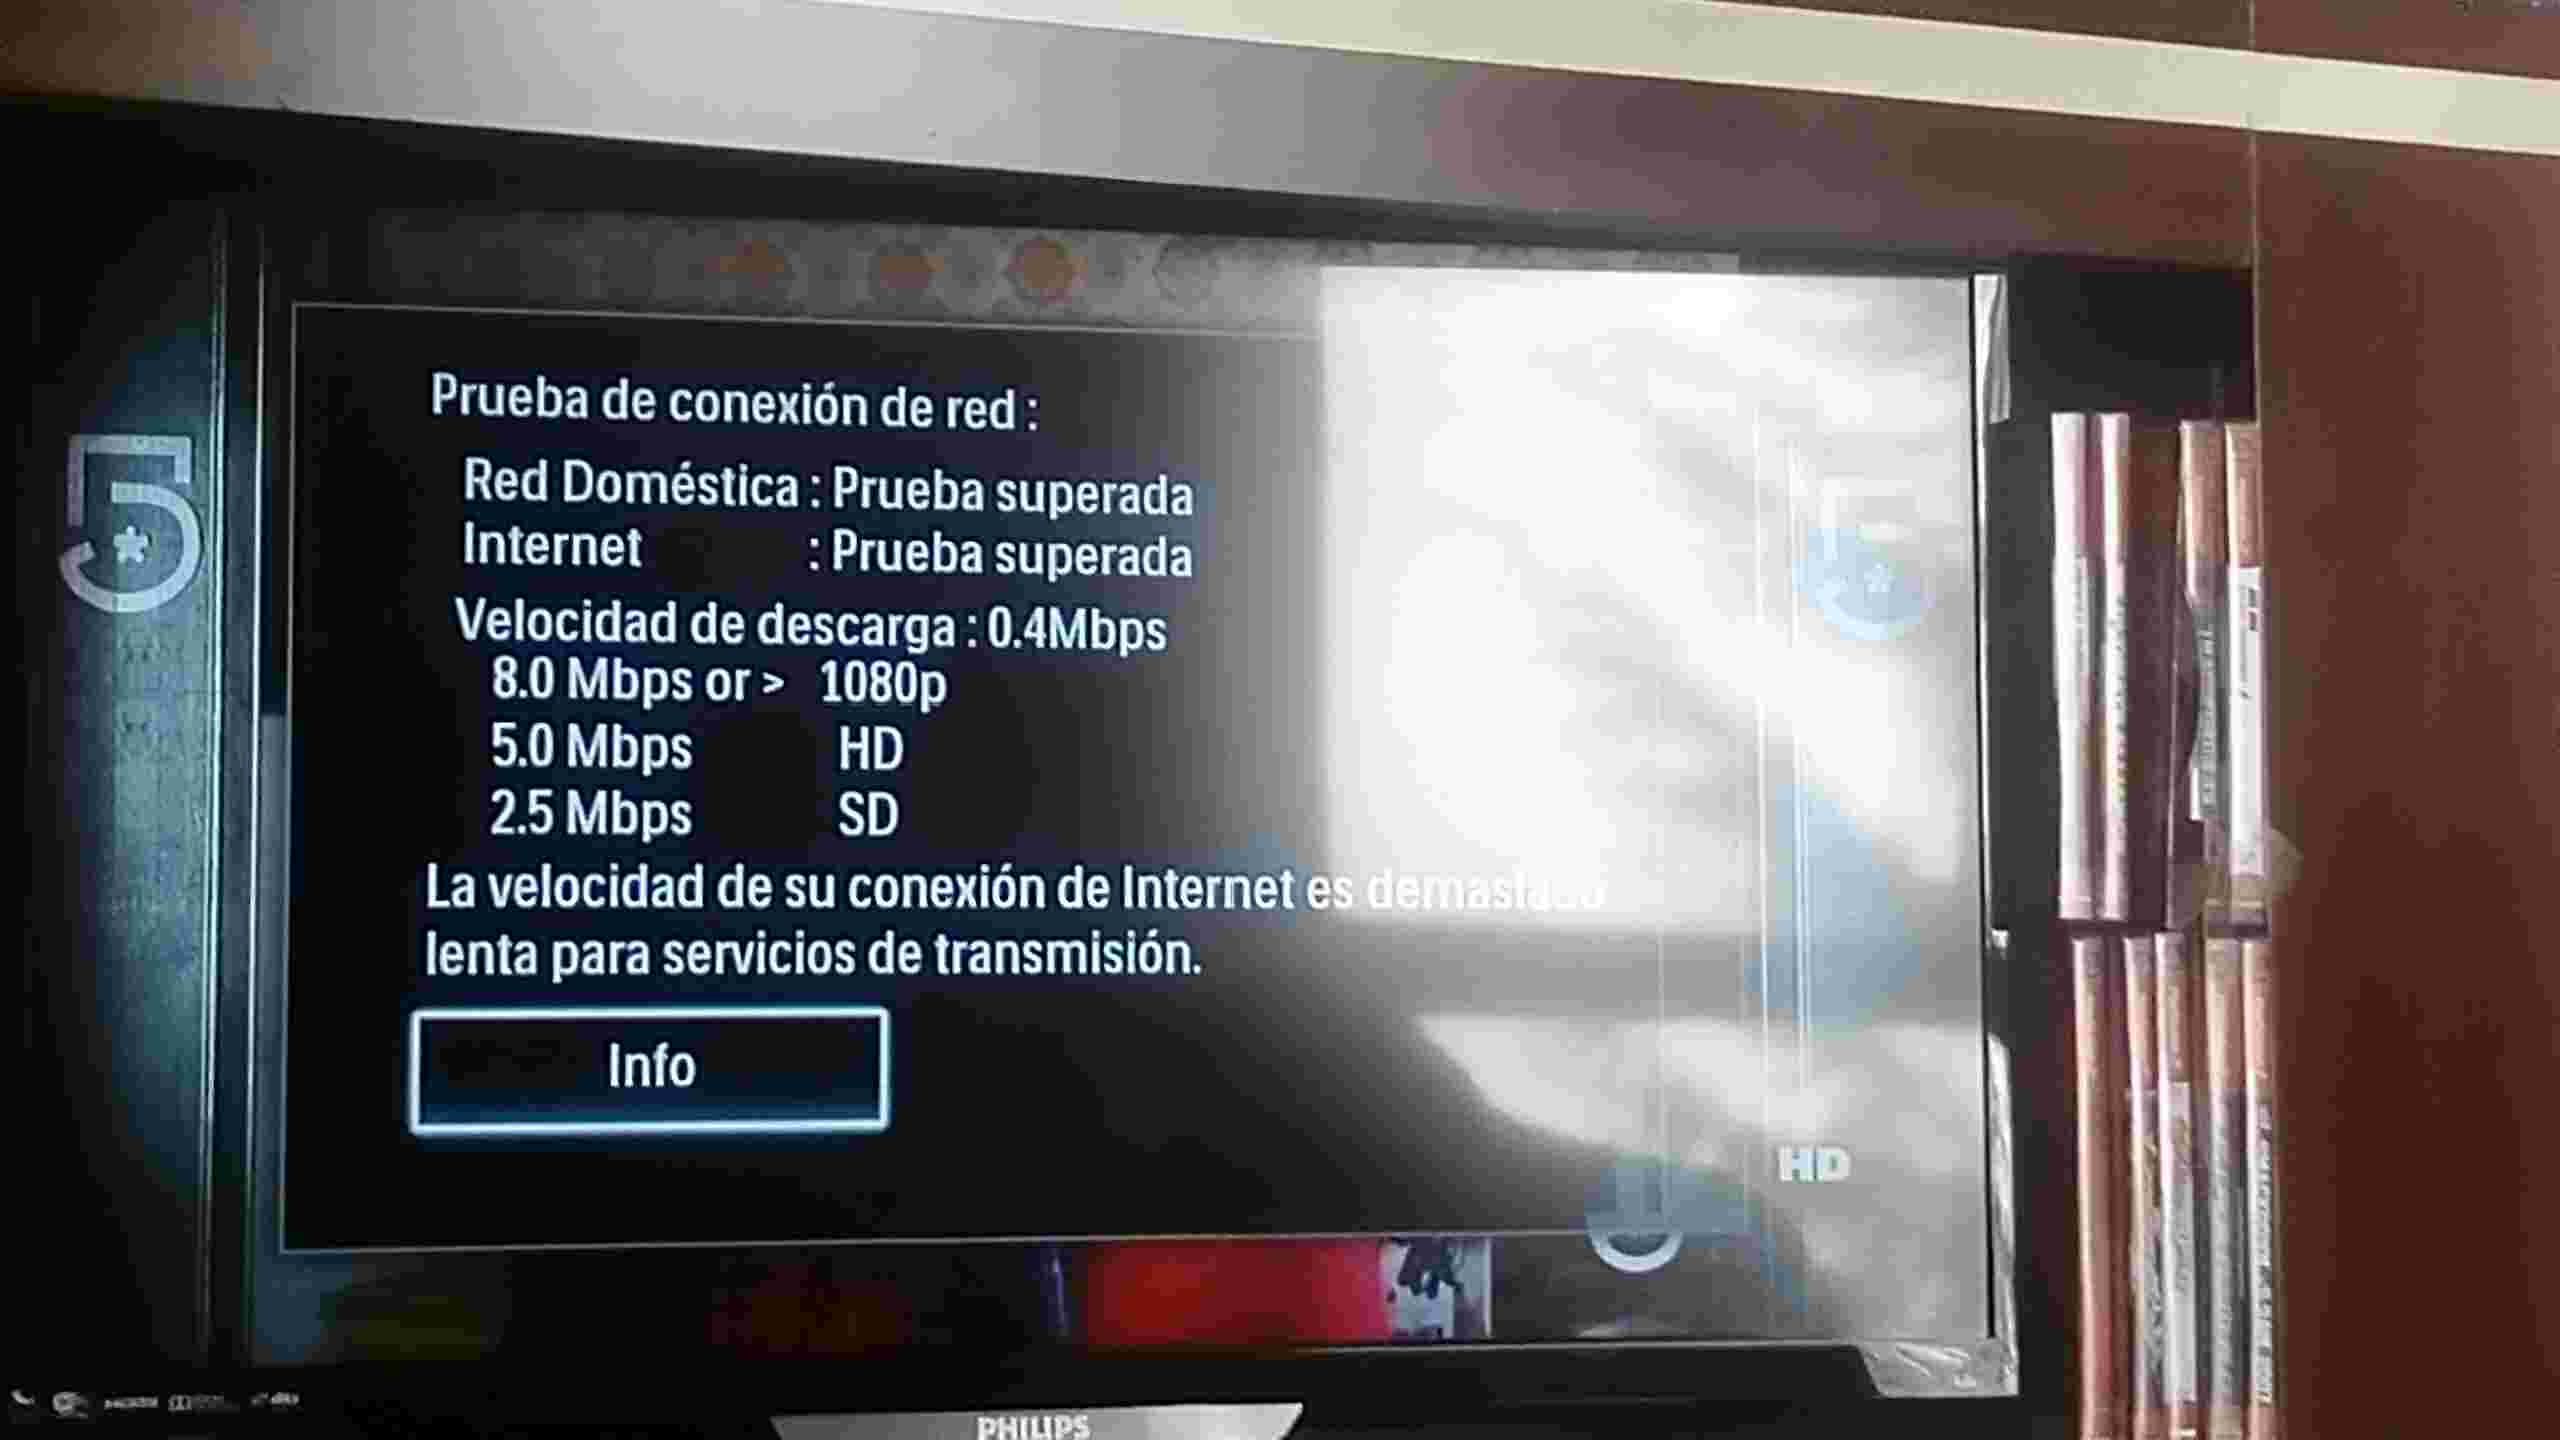 Prueba de conexión de red :
Red Doméstica : Prueba superada
Internet : Prueba superada
Velocidad de descarga : 0.4Mbps
8.0 Mbps or > 1080p
5.0 Mbps HD
2.5 Mbps SD
La velocidad de su conexión de Internet es demasiado
lenta para servicios de transmisión.
Info
HD
5
PHILIPS